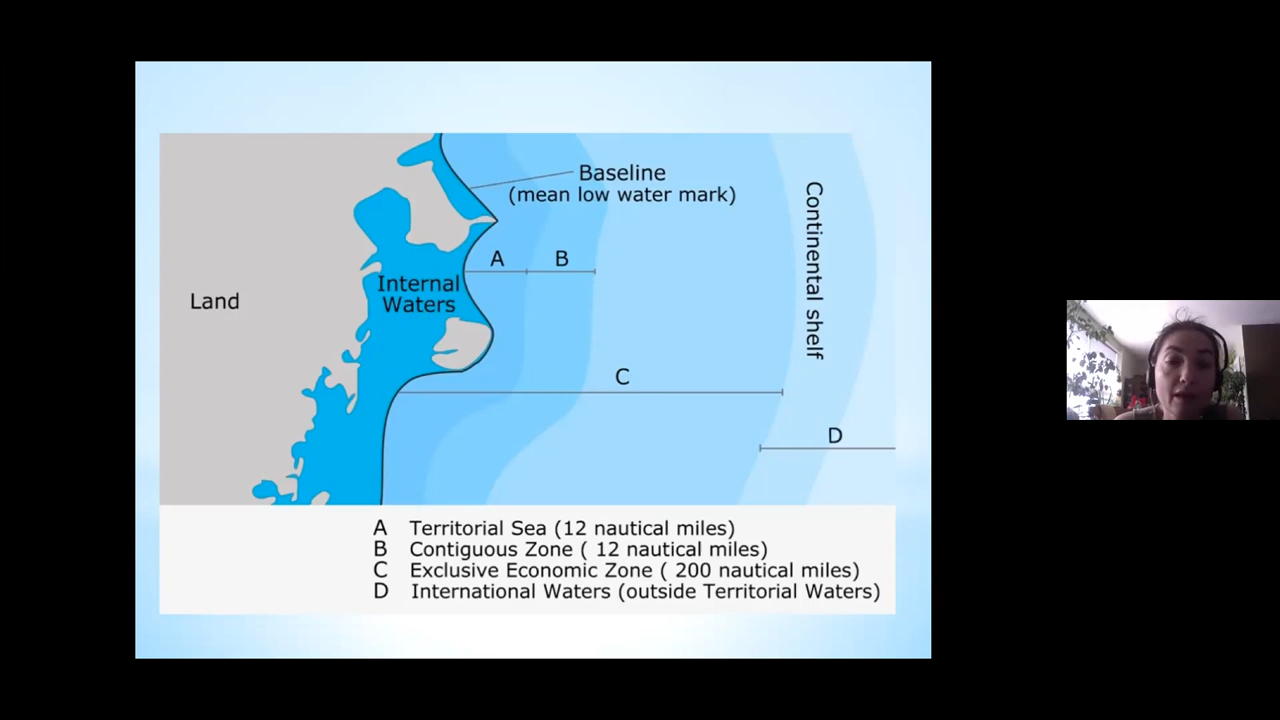 Baseline
(mean low water mark)
Continental shelf
A
B
Internal
Waters
Land
C
D
A Territorial Sea (12 nautical miles)
B Contiguous Zone ( 12 nautical miles)
C Exclusive Economic Zone ( 200 nautical miles)
D International Waters (outside Territorial Waters)